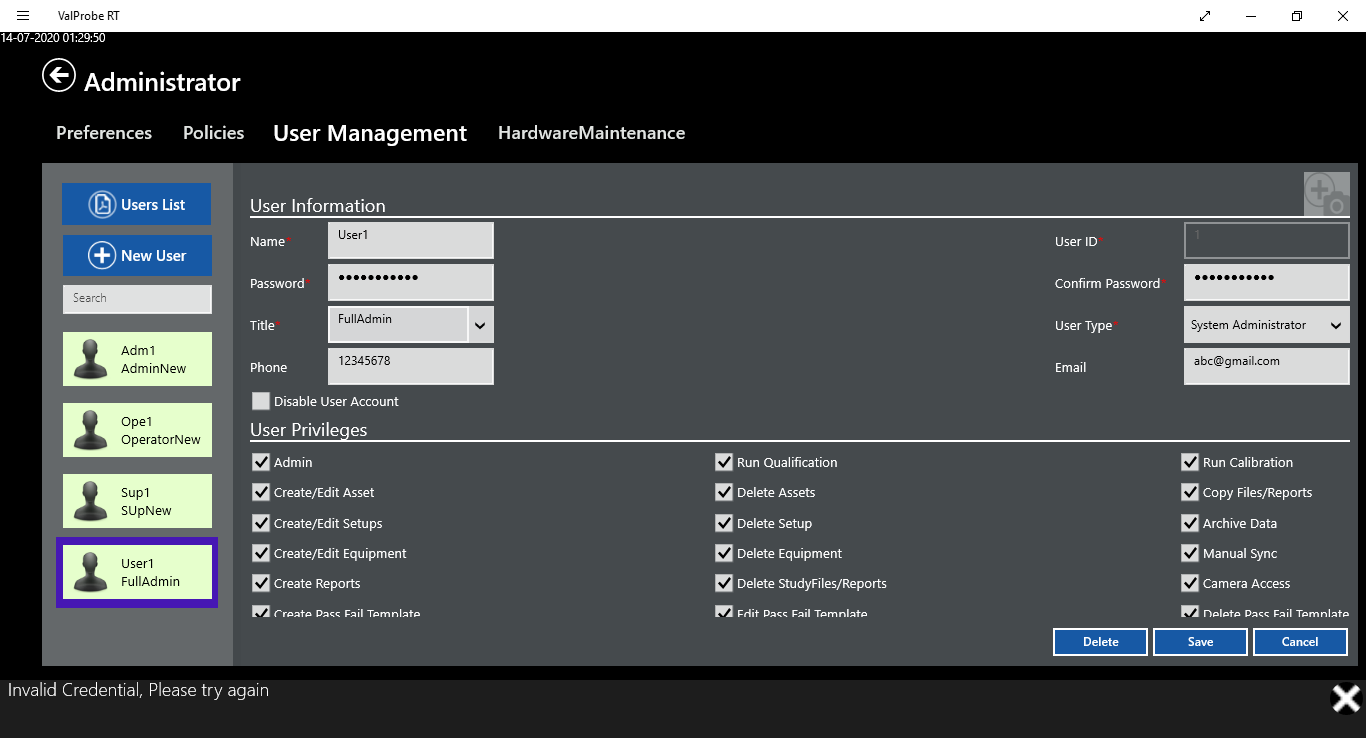 ValProbe RT
14-07-2020 01:29:50
Administrator
Preferences Policies User Management HardwareMaintenance
Users List
New User
Search
Adm1
AdminNew
Ope1
OperatorNew
Sup1
SUpNew
User1
FullAdmin
User Information
Name* User1 User ID* 1
Password* ••••••••••• Confirm Password* •••••••••••
Title* FullAdmin User Type* System Administrator
Phone 12345678 Email abc@gmail.com
Disable User Account
User Privileges
Admin Run Qualification Run Calibration
Create/Edit Asset Delete Assets Copy Files/Reports
Create/Edit Setups Delete Setup Archive Data
Create/Edit Equipment Delete Equipment Manual Sync
Create Reports Delete StudyFiles/Reports Camera Access
Create Pass Fail Template Edit Pass Fail Template Delete Pass Fail Template
Delete Save Cancel
Invalid Credential, Please try again